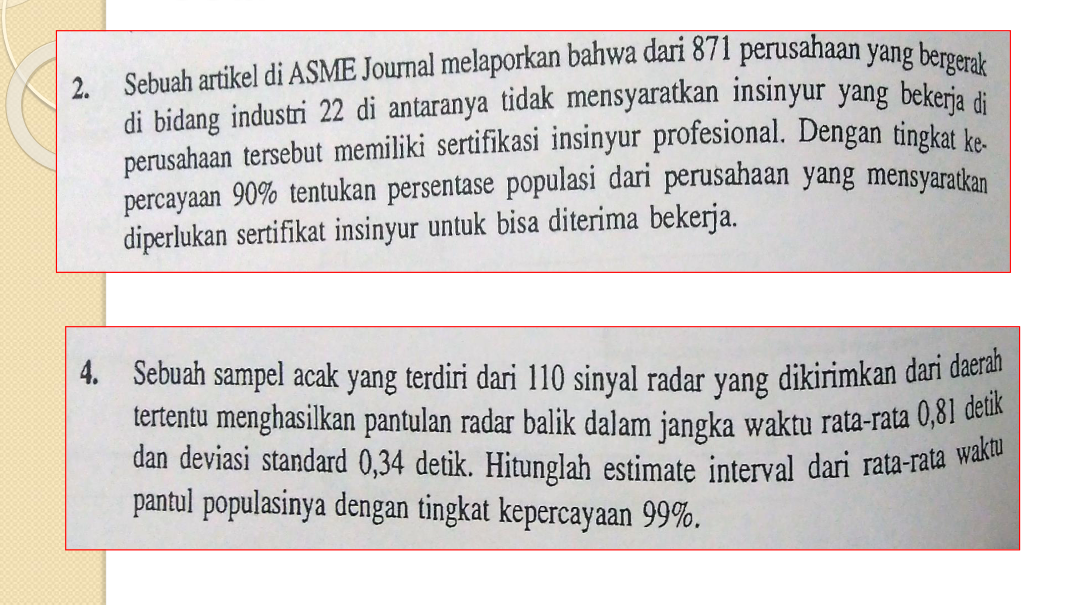 2. Sebuah artikel di ASME Journal melaporkan bahwa dari 871 perusahaan yang bergerak
di bidang industri 22 di antaranya tidak mensyaratkan insinyur yang bekerja di
perusahaan tersebut memiliki sertifikasi insinyur profesional. Dengan tingkat ke-
percayaan 90% tentukan persentase populasi dari perusahaan yang mensyaratkan
diperlukan sertifikat insinyur untuk bisa diterima bekerja.
4. Sebuah sampel acak yang terdiri dari 110 sinyal radar yang dikirimkan dari daerah
tertentu menghasilkan pantulan radar balik dalam jangka waktu rata-rata 0,81 detik
dan deviasi standard 0,34 detik. Hitunglah estimate interval dari rata-rata waktu
pantul populasinya dengan tingkat kepercayaan 99%.